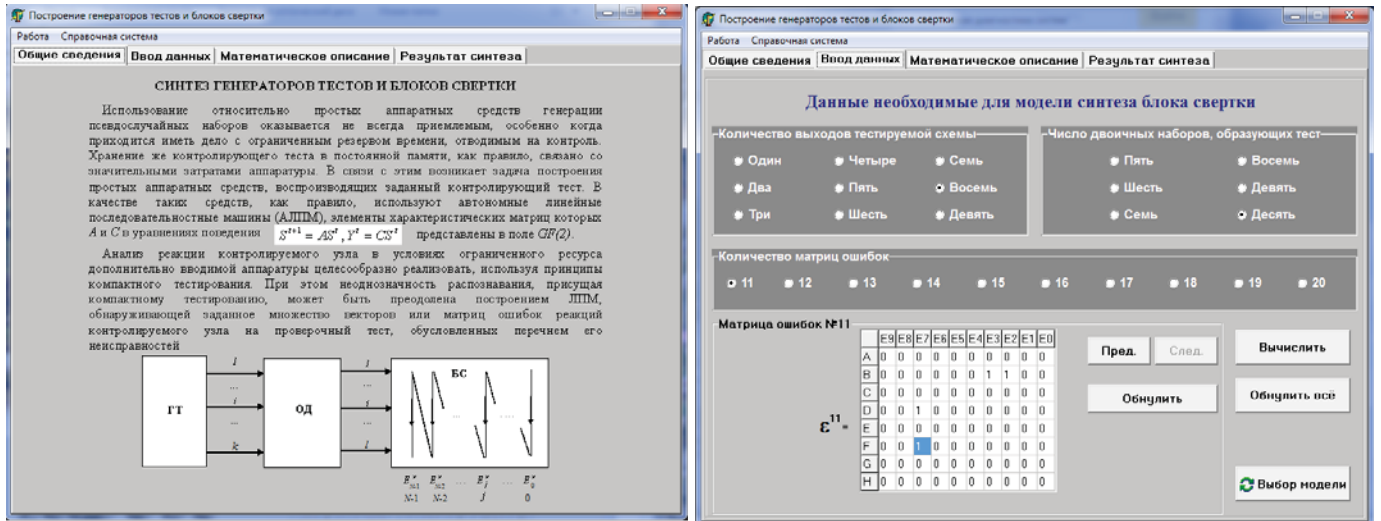 Построение генераторов тестов и блоков свертки
Работа Справочная система
Общие сведения Ввод данных Математическое описание Результат синтеза
СИНТЕЗ ГЕНЕРАТОРОВ ТЕСТОВ И БЛОКОВ СВЕРТКИ
Использование относительно простых аппаратных средств генерации
псевдослучайных наборов оказывается не всегда приемлемым, особенно когда
приходится иметь дело с ограниченным резервом времени, отводимым на контроль.
Хранение же контролирующего теста в постоянной памяти, как правило, связано со
значительными затратами аппаратуры. В связи с этим возникает задача построения
простых аппаратных средств, воспроизводящих заданный контролирующий тест. В
качестве таких средств, как правило, используют автономные линейные
последовательностные машины (АЛПМ), элементы характеристических матриц которых
A и C в уравнениях поведения S^{t+1} = AS^t, Y^t = CS^t представлены в поле GF(2).
Анализ реакции контролируемого узла в условиях ограниченного ресурса
дополнительно вводимой аппаратуры целесообразно реализовать, используя принципы
компактного тестирования. При этом неоднозначность распознавания, присущая
компактному тестированию, может быть преодолена построением ЛПМ,
обнаруживающей заданное множество векторов или матриц ошибок реакций
контролируемого узла на проверочный тест, обусловленных перечнем его
неисправностей
ГТ
1
...
i
...
k
ОД
1
...
i
...
l
БС
... ...
N-1 N-2 j 0
Построение генераторов тестов и блоков свертки
Работа Справочная система
Общие сведения Ввод данных Математическое описание Результат синтеза
Данные необходимые для модели синтеза блока свертки
Количество выходов тестируемой схемы
Один Четыре Семь
Два Пять Восемь
Три Шесть Девять
Число двоичных наборов, образующих тест
Пять Восемь
Шесть Девять
Семь Десять
Количество матриц ошибок
11 12 13 14 15 16 17 18 19 20
Матрица ошибок №11
ε^{11}=
E9 E8 E7 E6 E5 E4 E3 E2 E1 E0
A 0 0 0 0 0 0 0 0 0 0
B 0 0 0 0 0 0 1 1 0 0
C 0 0 0 0 0 0 0 0 0 0
D 0 0 1 0 0 0 0 0 0 0
E 0 0 0 0 0 0 0 0 0 0
F 0 0 1 0 0 0 0 0 0 0
G 0 0 0 0 0 0 0 0 0 0
H 0 0 0 0 0 0 0 0 0 0
Пред. След.
Обнулить
Вычислить
Обнулить всё
Выбор модели